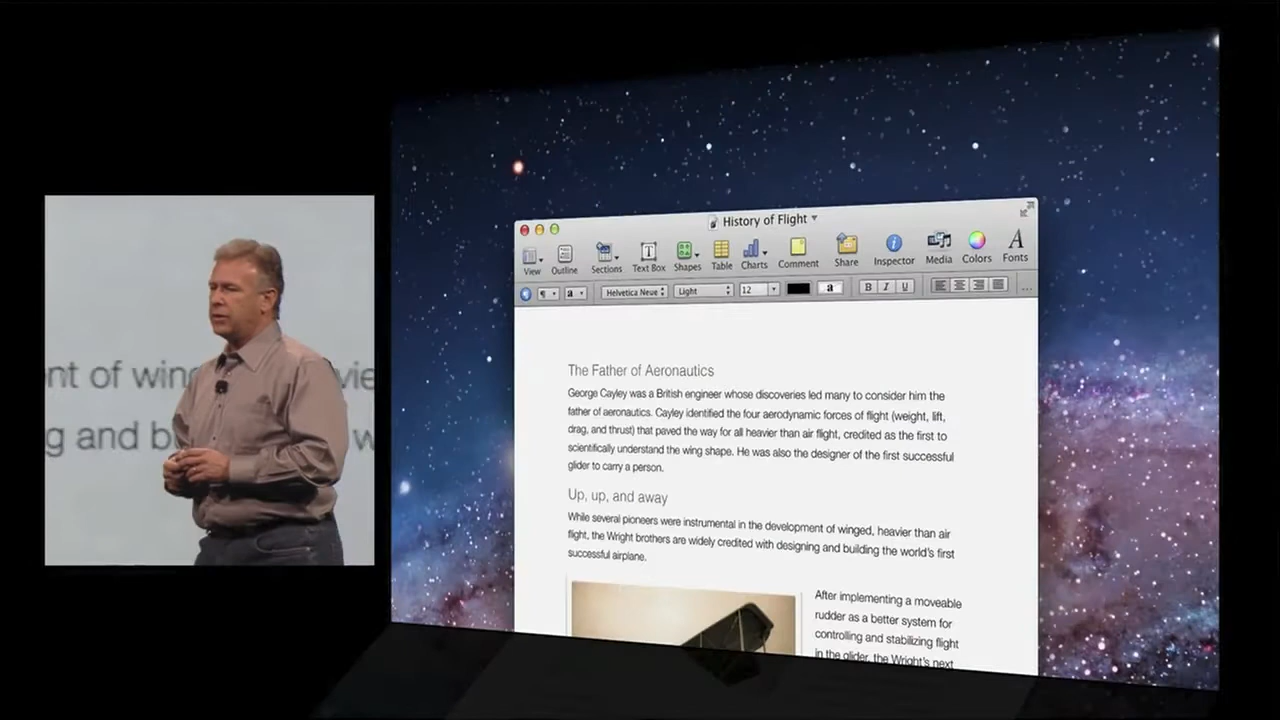 nt of wing
vie
g and b
w
History of Flight
View
Outline
Sections
Text Box
Shapes
Table
Charts
Comment
Share
Inspector
Media
Colors
Fonts
a
Helvetica Neue
Light
12
a
B I U
...
The Father of Aeronautics
George Cayley was a British engineer whose discoveries led many to consider him the
father of aeronautics. Cayley identified the four aerodynamic forces of flight (weight, lift,
drag, and thrust) that paved the way for all heavier than air flight, credited as the first to
scientifically understand the wing shape. He was also the designer of the first successful
glider to carry a person.
Up, up, and away
While several pioneers were instrumental in the development of winged, heavier than air
flight, the Wright brothers are widely credited with designing and building the world's first
successful airplane.
After implementing a moveable
rudder as a better system for
controlling and stabilizing flight
in the glider, the Wright's next